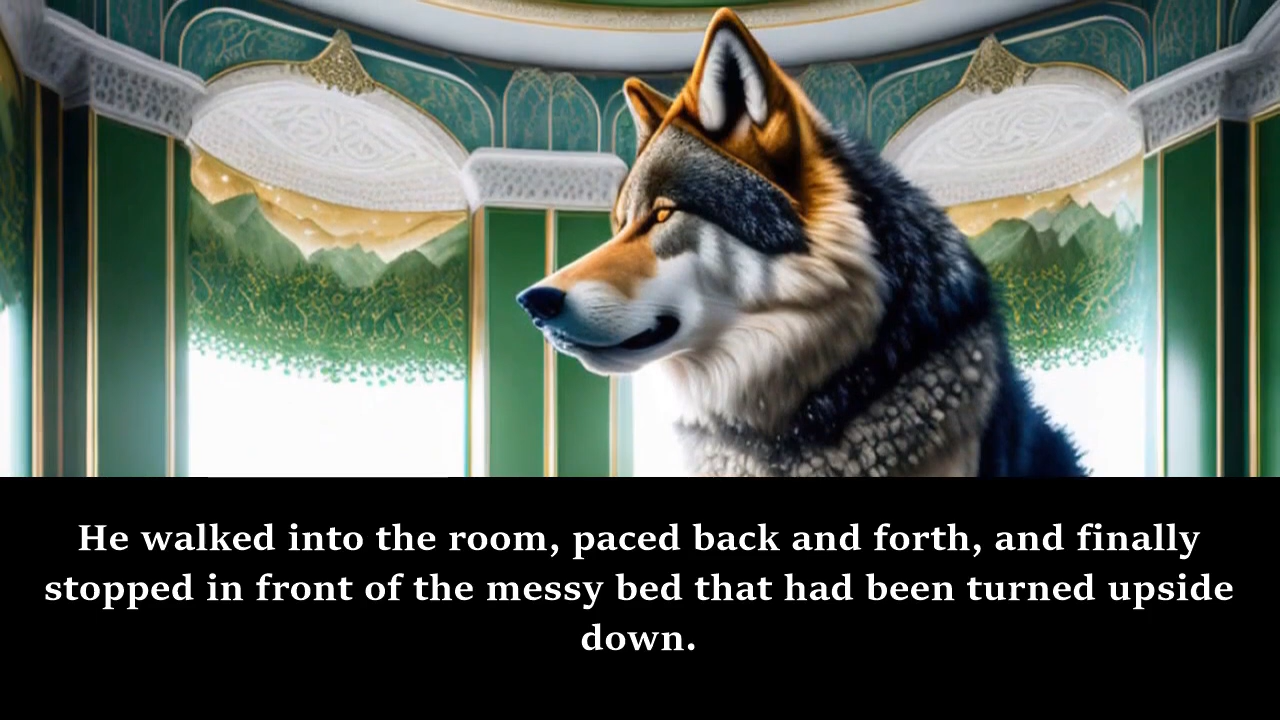 He walked into the room, paced back and forth, and finally
stopped in front of the messy bed that had been turned upside
down.